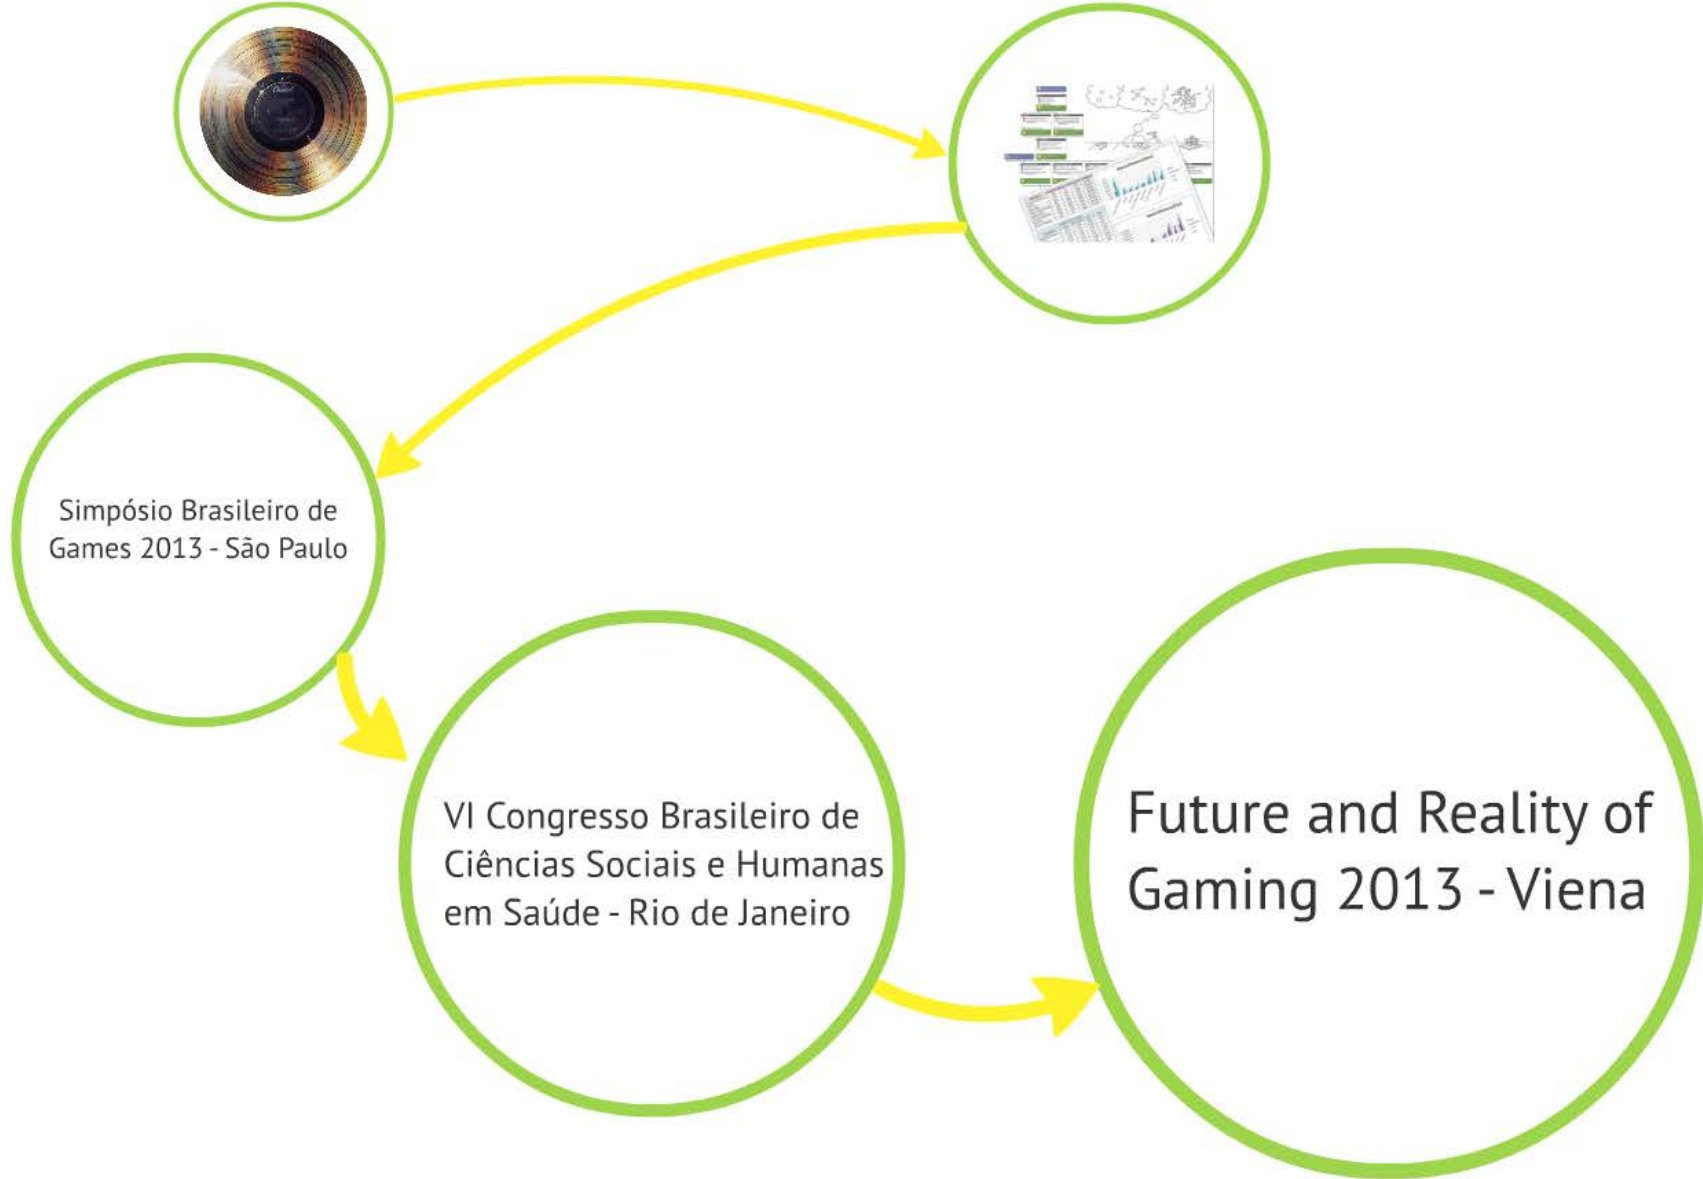 Simpósio Brasileiro de
Games 2013 - São Paulo
VI Congresso Brasileiro de
Ciências Sociais e Humanas
em Saúde - Rio de Janeiro
Future and Reality of
Gaming 2013 - Viena